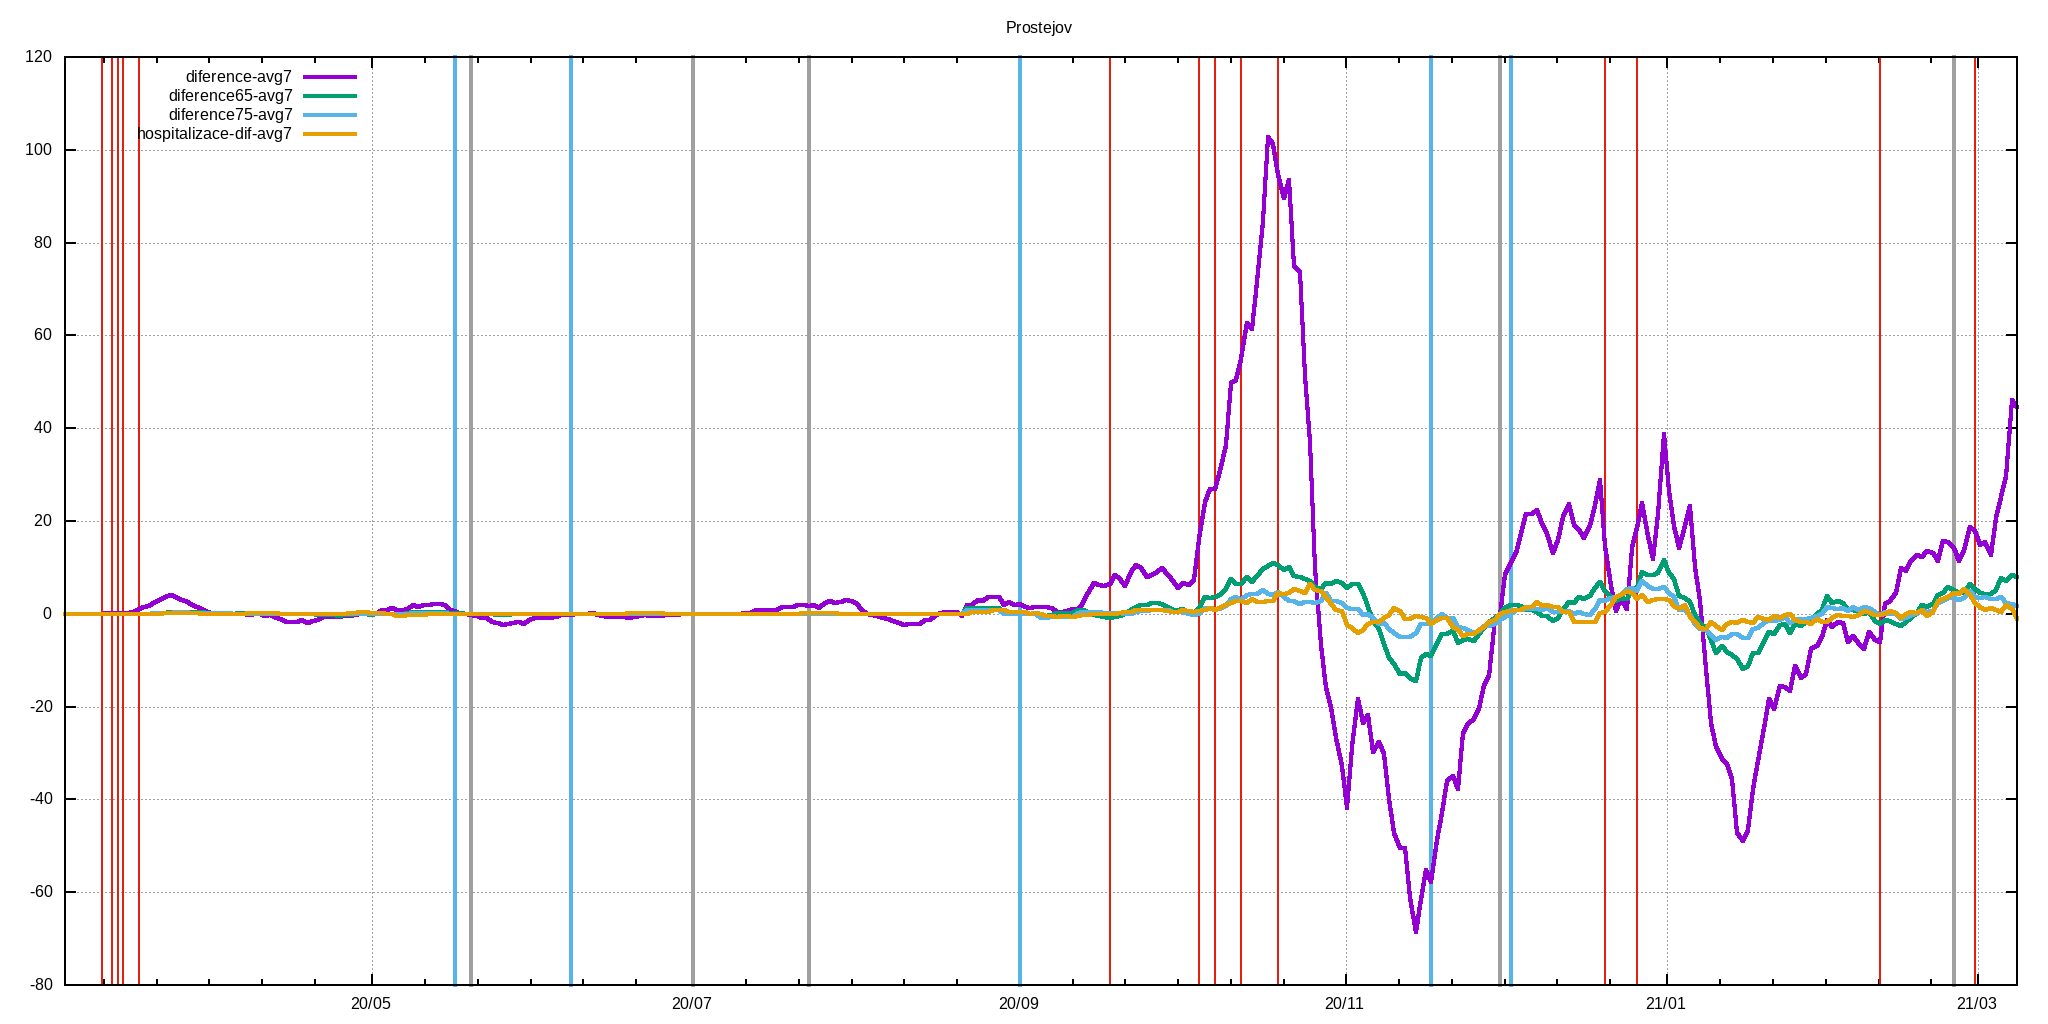 Prostejov
120
100
80
60
40
20
0
-20
-40
-60
-80
diference-avg7
diference65-avg7
diference75-avg7
hospitalizace-dif-avg7
20/05 20/07 20/09 20/11 21/01 21/03